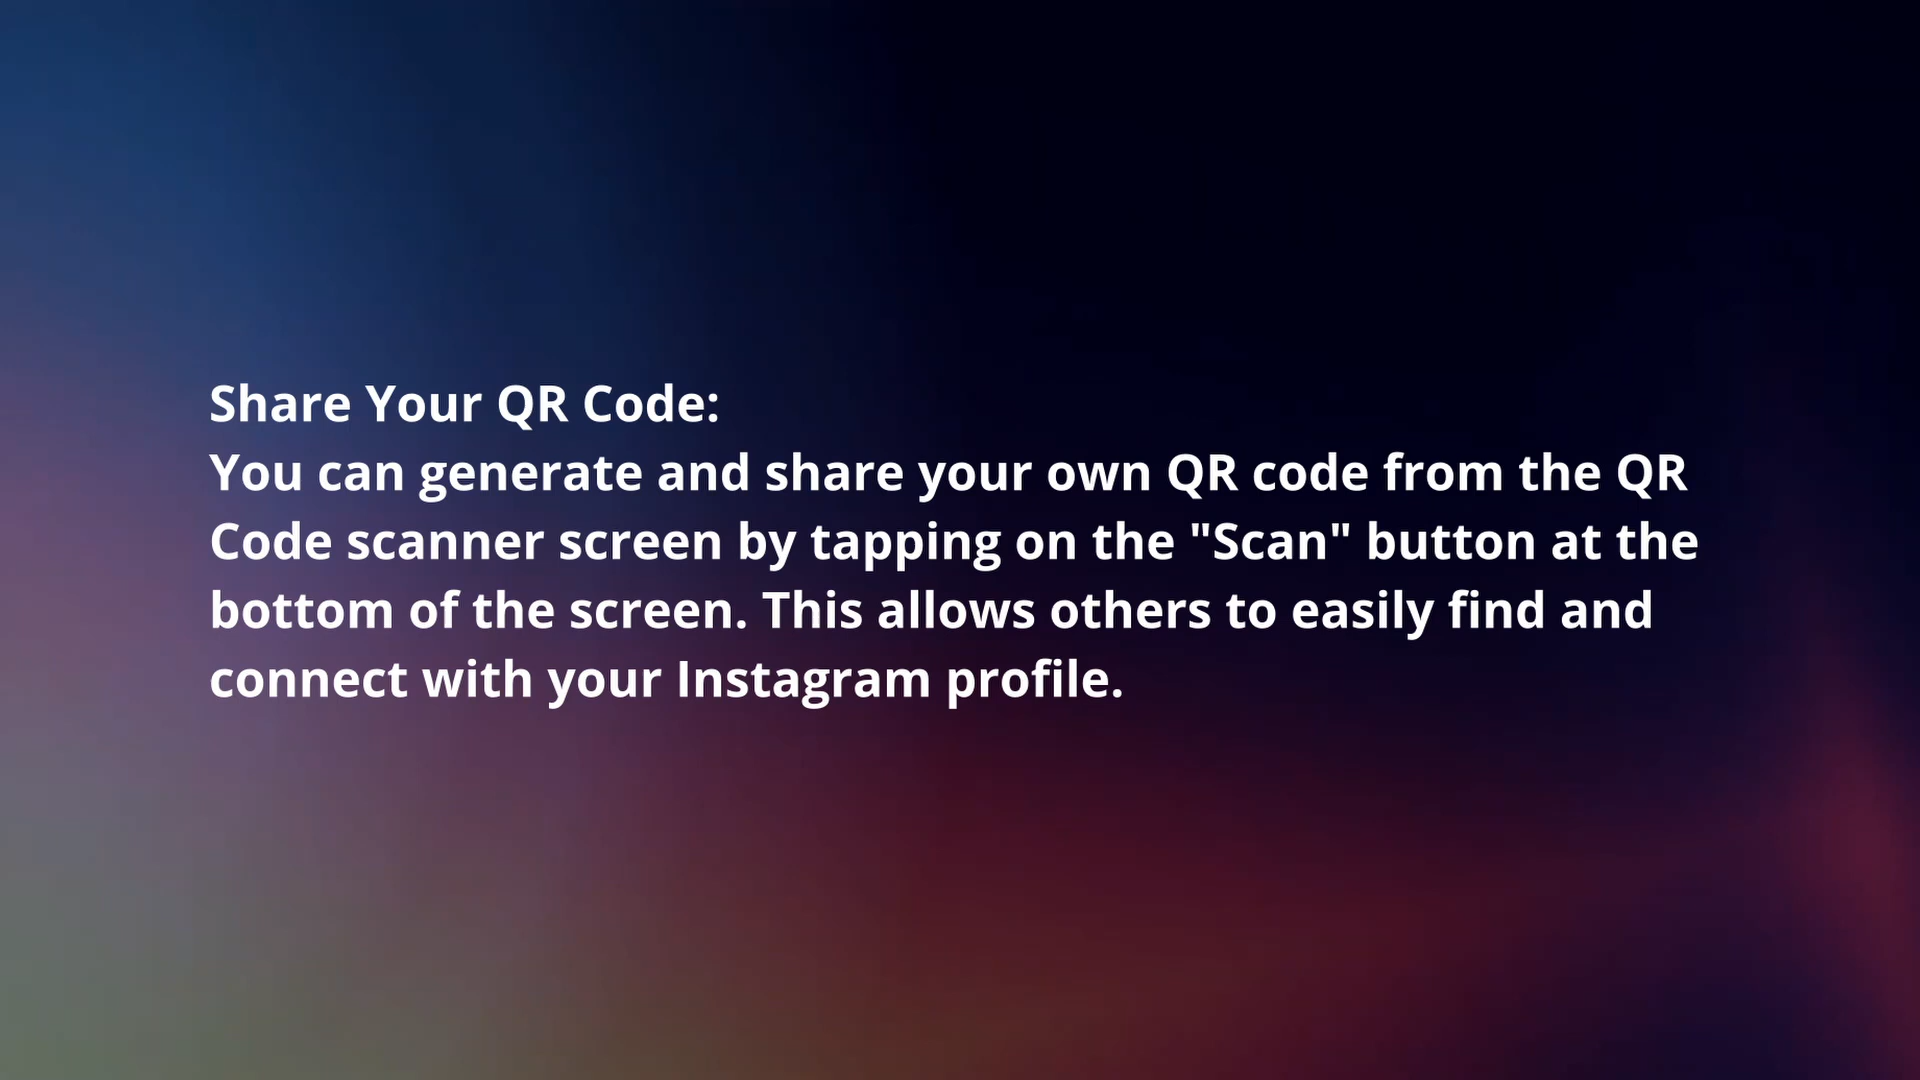 Share Your QR Code:
You can generate and share your own QR code from the QR
Code scanner screen by tapping on the "Scan" button at the
bottom of the screen. This allows others to easily find and
connect with your Instagram profile.